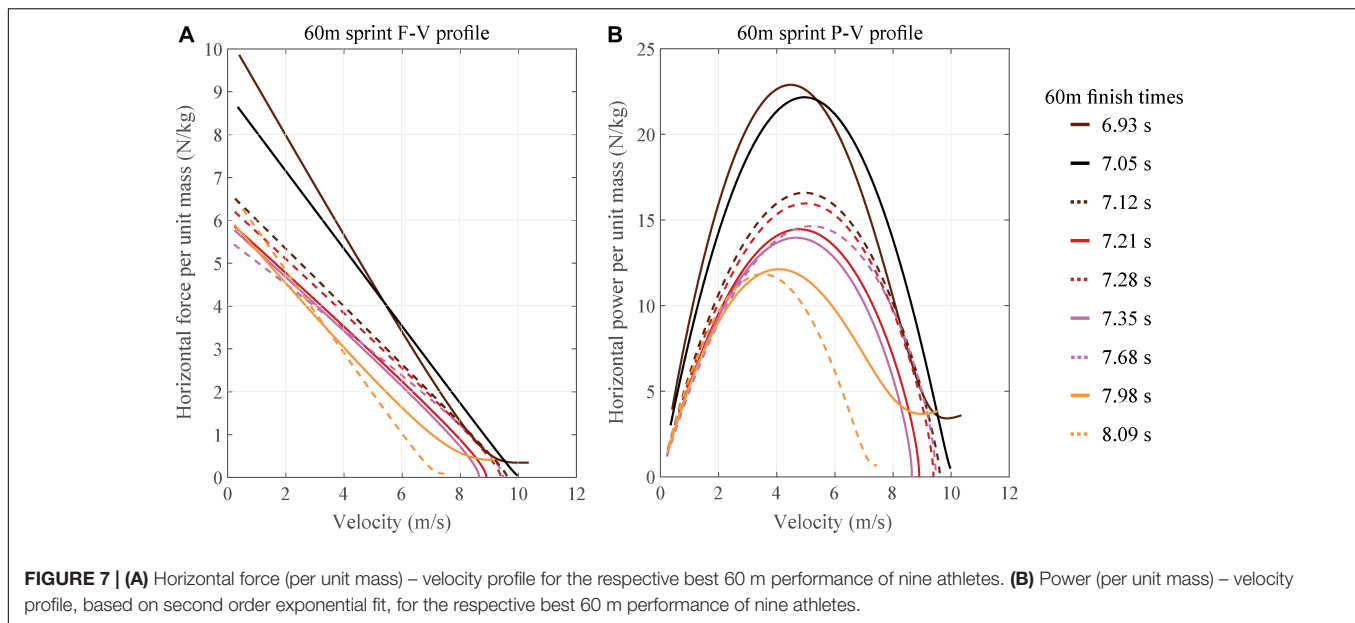 A 60m sprint F-V profile
B 60m sprint P-V profile
10
9
8
7
6
5
4
3
2
1
0
Horizontal force per unit mass (N/kg)
0 2 4 6 8 10 12
Velocity (m/s)
25
20
15
10
5
0
Horizontal power per unit mass (N/kg)
0 2 4 6 8 10 12
Velocity (m/s)
60m finish times
6.93 s
7.05 s
7.12 s
7.21 s
7.28 s
7.35 s
7.68 s
7.98 s
8.09 s
FIGURE 7 | (A) Horizontal force (per unit mass) – velocity profile for the respective best 60 m performance of nine athletes. (B) Power (per unit mass) – velocity
profile, based on second order exponential fit, for the respective best 60 m performance of nine athletes.